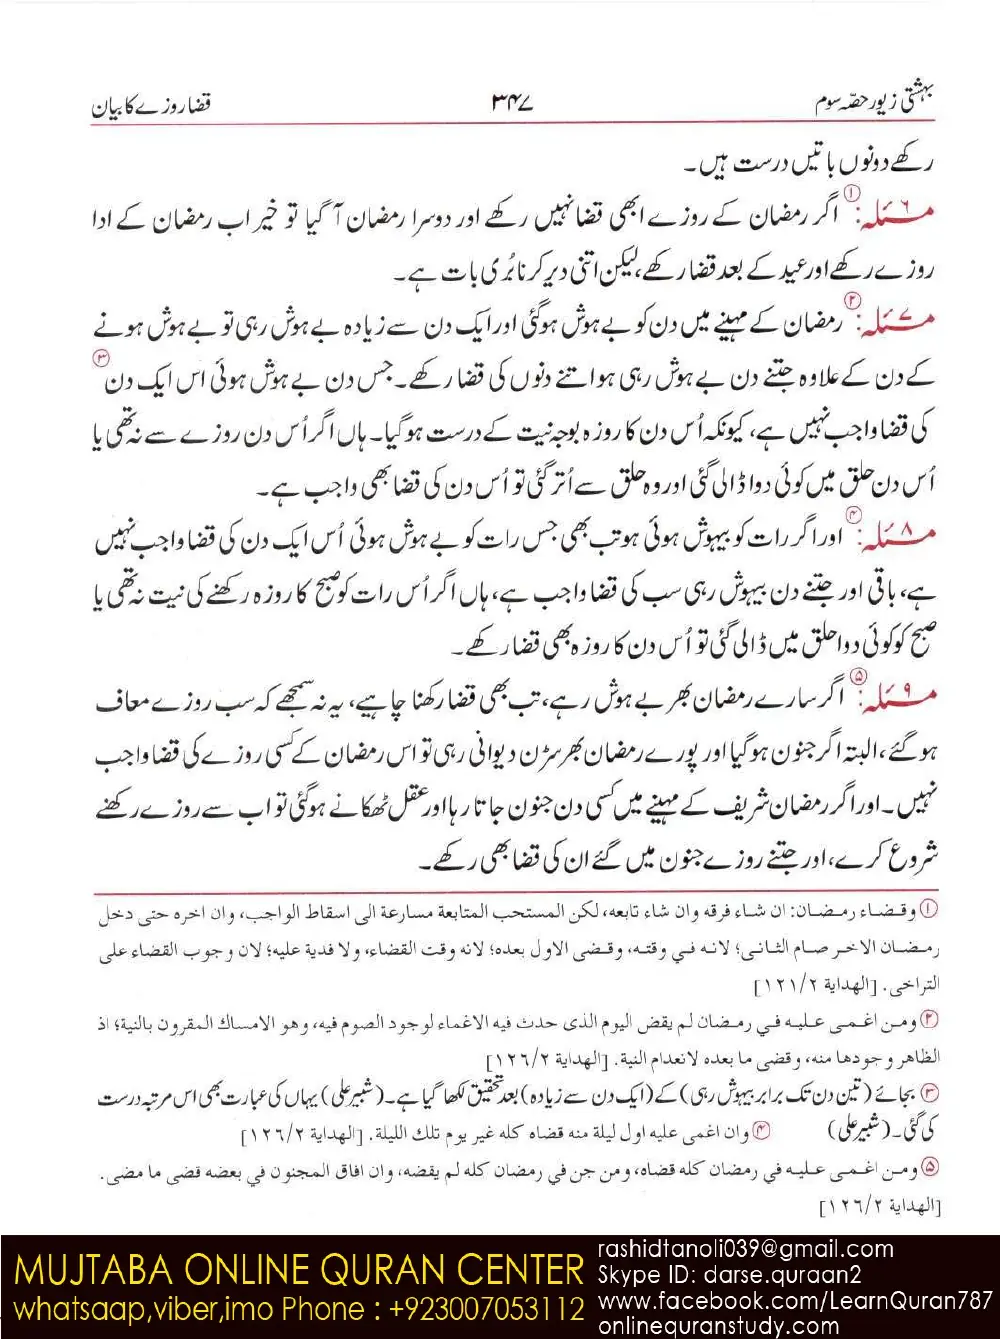 بہشتی زیور حصّہ سوم ۳۴۷ قضا روزے کا بیان
رکھے دونوں باتیں درست ہیں۔
مسئلہ۶: ① اگر رمضان کے روزے ابھی قضا نہیں رکھے اور دوسرا رمضان آ گیا تو خیر اب رمضان کے ادا
روزے رکھے اور عید کے بعد قضا رکھے، لیکن اتنی دیر کرنا بُری بات ہے۔
مسئلہ۷: ② رمضان کے مہینے میں دن کو بے ہوش ہوگئی اور ایک دن سے زیادہ بے ہوش رہی تو بے ہوش ہونے
کے دن کے علاوہ جتنے دن بے ہوش رہی ہو اتنے دنوں کی قضا رکھے۔ جس دن بے ہوش ہوئی اس ایک دن ③
کی قضا واجب نہیں ہے، کیونکہ اُس دن کا روزہ بوجہ نیت کے درست ہوگیا۔ ہاں اگر اُس دن روزے سے نہ تھی یا
اُس دن حلق میں کوئی دوا ڈالی گئی اور وہ حلق سے اُتر گئی تو اُس دن کی قضا بھی واجب ہے۔
مسئلہ۸: ④ اور اگر رات کو بیہوش ہوئی ہو تب بھی جس رات کو بے ہوش ہوئی اُس ایک دن کی قضا واجب نہیں
ہے، باقی اور جتنے دن بیہوش رہی سب کی قضا واجب ہے، ہاں اگر اُس رات کو صبح کا روزہ رکھنے کی نیت نہ تھی یا
صبح کو کوئی دوا حلق میں ڈالی گئی تو اُس دن کا روزہ بھی قضا رکھے۔
مسئلہ۹: ⑤ اگر سارے رمضان بھر بے ہوش رہے، تب بھی قضا رکھنا چاہیے، یہ نہ سمجھے کہ سب روزے معاف
ہو گئے، البتہ اگر جنون ہوگیا اور پورے رمضان بھر سڑن دیوانی رہی تو اس رمضان کے کسی روزے کی قضا واجب
نہیں۔ اور اگر رمضان شریف کے مہینے میں کسی دن جنون جاتا رہا اور عقل ٹھکانے ہوگئی تو اب سے روزے رکھنے
شروع کرے، اور جتنے روزے جنون میں گئے ان کی قضا بھی رکھے۔
① وقضاء رمضان: ان شاء فرقه وان شاء تابعه، لكن المستحب المتابعة مسارعة الى اسقاط الواجب، وان اخره حتى دخل
رمضان الاخر صام الثانى؛ لانه في وقته، وقضى الاول بعده؛ لانه وقت القضاء، ولا فدية عليه؛ لان وجوب القضاء على
التراخى. [الهداية ١٢١/٢]
② ومن اغمى عليه في رمضان لم يقض اليوم الذى حدث فيه الاغماء لوجود الصوم فيه، وهو الامساك المقرون بالنية؛ اذ
الظاهر وجودها منه، وقضى ما بعده لانعدام النية. [الهداية ١٢٦/٢]
③ بجائے (تین دن تک برابر بیہوش رہی) کے (ایک دن سے زیادہ) بعد تحقیق لکھا گیا ہے۔ (شبیر علی) یہاں کی عبارت بھی اس مرتبہ درست
کی گئی۔ (شبیر علی) ④ وان اغمى عليه اول ليلة منه قضاه كله غير يوم تلك الليلة. [الهداية ١٢٦/٢]
⑤ ومن اغمى عليه في رمضان كله قضاه، ومن جن في رمضان كله لم يقضه، وان افاق المجنون في بعضه قضى ما مضى.
[الهداية ١٢٦/٢]
MUJTABA ONLINE QURAN CENTER
whatsaap,viber,imo Phone : +923007053112
rashidtanoli039@gmail.com
Skype ID: darse.quraan2
www.facebook.com/LearnQuran787
onlinequranstudy.com